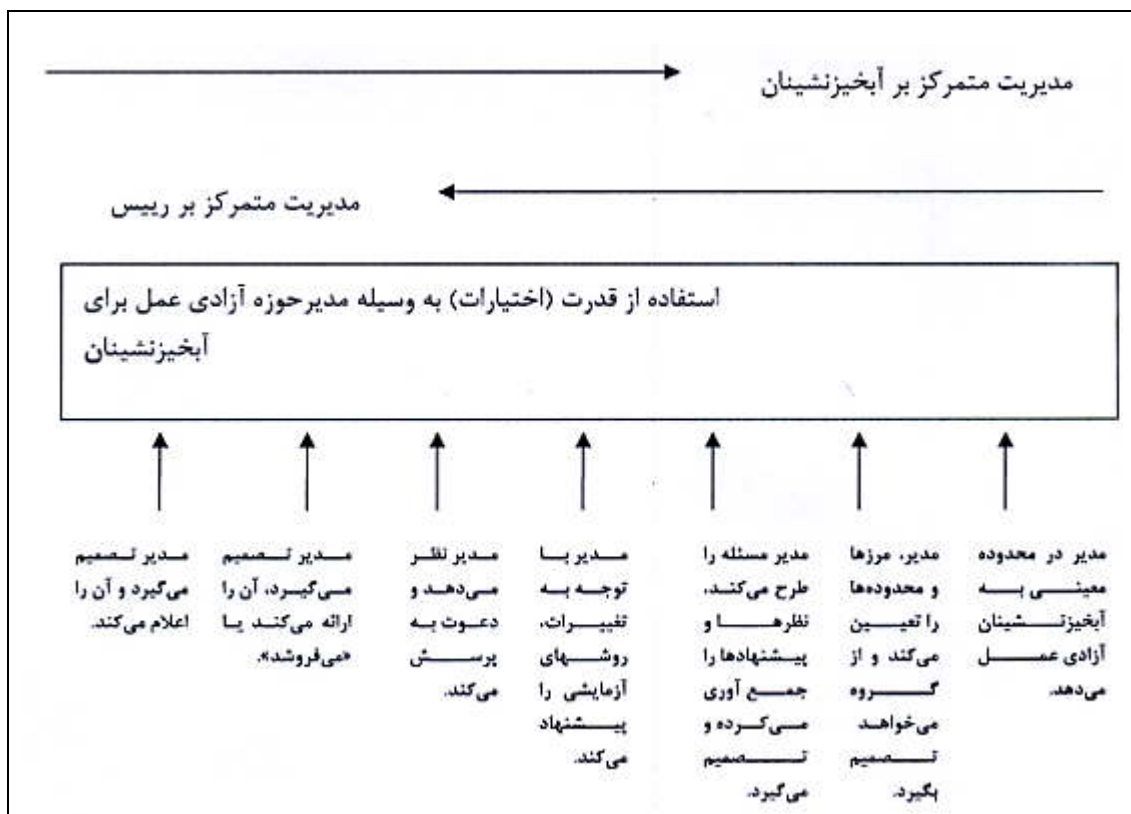 مدیریت متمرکز بر آبخیزنشینان
مدیریت متمرکز بر رییس
استفاده از قدرت (اختیارات) به وسیله مدیرحوزه آزادی عمل برای
آبخیزنشینان
مدیر در محدوده
معینی به
آبخیزنشینان
آزادی عمل
می‌دهد.
مدیر، مرزها
و محدوده‌ها
را تعیین
می‌کند و از
گروه
می‌خواهد
تصمیم
بگیرد.
مدیر مسئله را
طرح می‌کند،
نظرها و
پیشنهادها را
جمع آوری
می‌کرده و
تصمیم
می‌گیرد.
مدیر با
توجه به
تغییرات،
روشهای
آزمایشی را
پیشنهاد
می‌کند.
مدیر نظر
می‌دهد و
دعوت به
پرسش
می‌کند.
مدیر تصمیم
می‌گیرد، آن را
ارائه می‌کند یا
«می‌فروشد».
مدیر تصمیم
می‌گیرد و آن را
اعلام می‌کند.